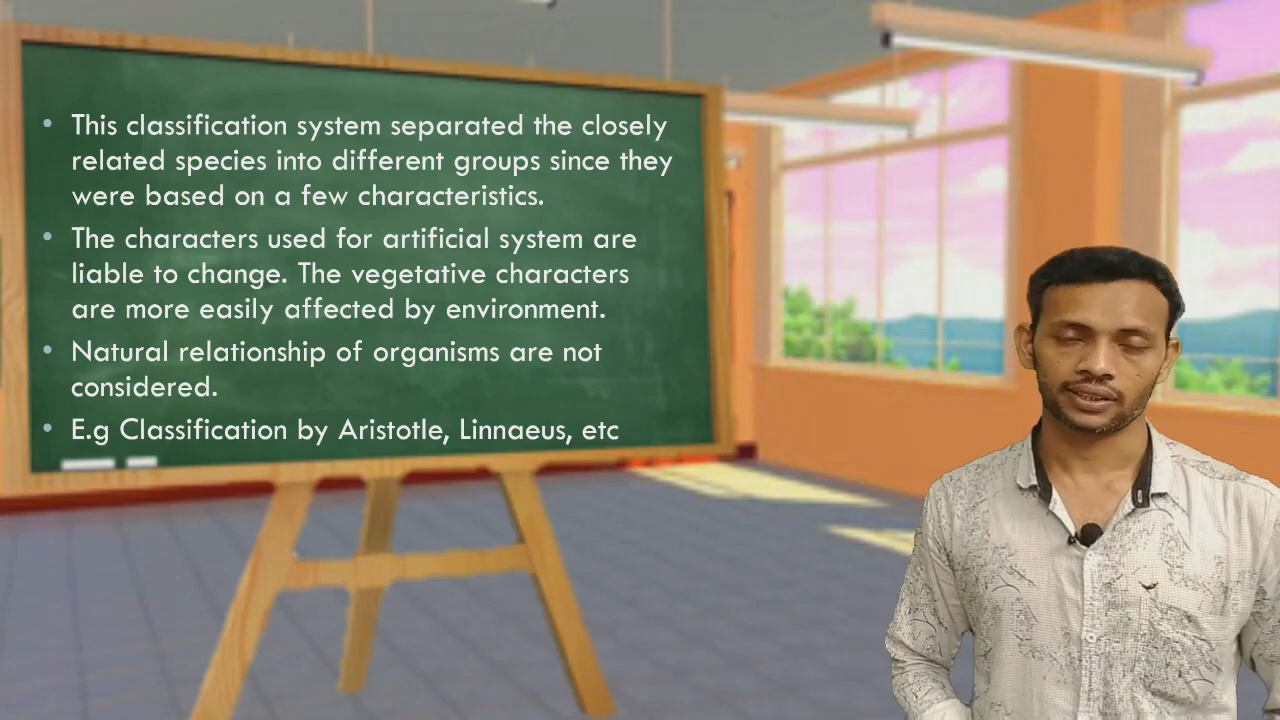 • This classification system separated the closely
related species into different groups since they
were based on a few characteristics.
• The characters used for artificial system are
liable to change. The vegetative characters
are more easily affected by environment.
• Natural relationship of organisms are not
considered.
• E.g Classification by Aristotle, Linnaeus, etc